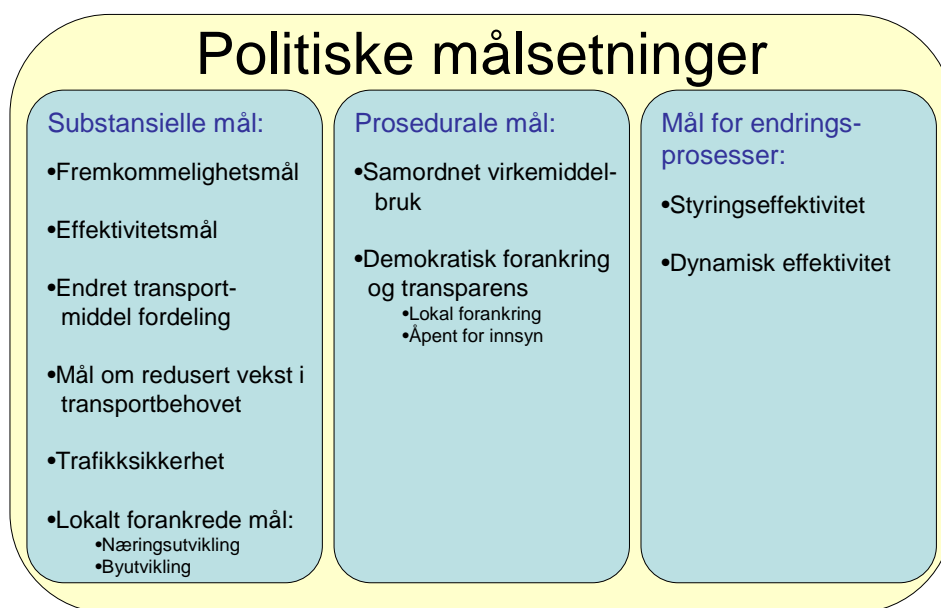 Politiske målsetninger
Substansielle mål:
•Fremkommelighetsmål
•Effektivitetsmål
•Endret transport-
middel fordeling
•Mål om redusert vekst i
transportbehovet
•Trafikksikkerhet
•Lokalt forankrede mål:
•Næringsutvikling
•Byutvikling
Prosedurale mål:
•Samordnet virkemiddel-
bruk
•Demokratisk forankring
og transparens
•Lokal forankring
•Åpent for innsyn
Mål for endrings-
prosesser:
•Styringseffektivitet
•Dynamisk effektivitet